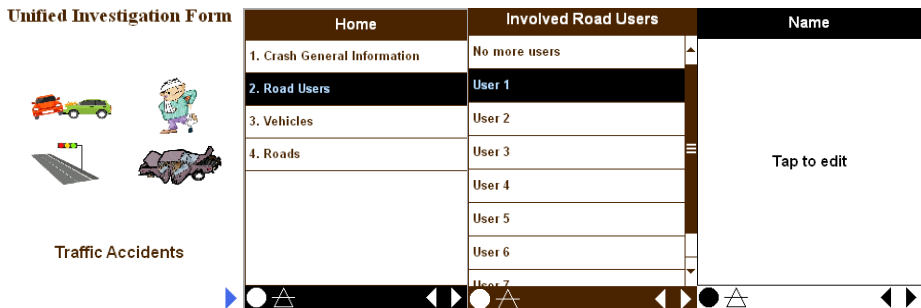 Unified Investigation Form
Traffic Accidents
Home
1. Crash General Information
2. Road Users
3. Vehicles
4. Roads
Involved Road Users
No more users
User 1
User 2
User 3
User 4
User 5
User 6
User 7
Name
Tap to edit